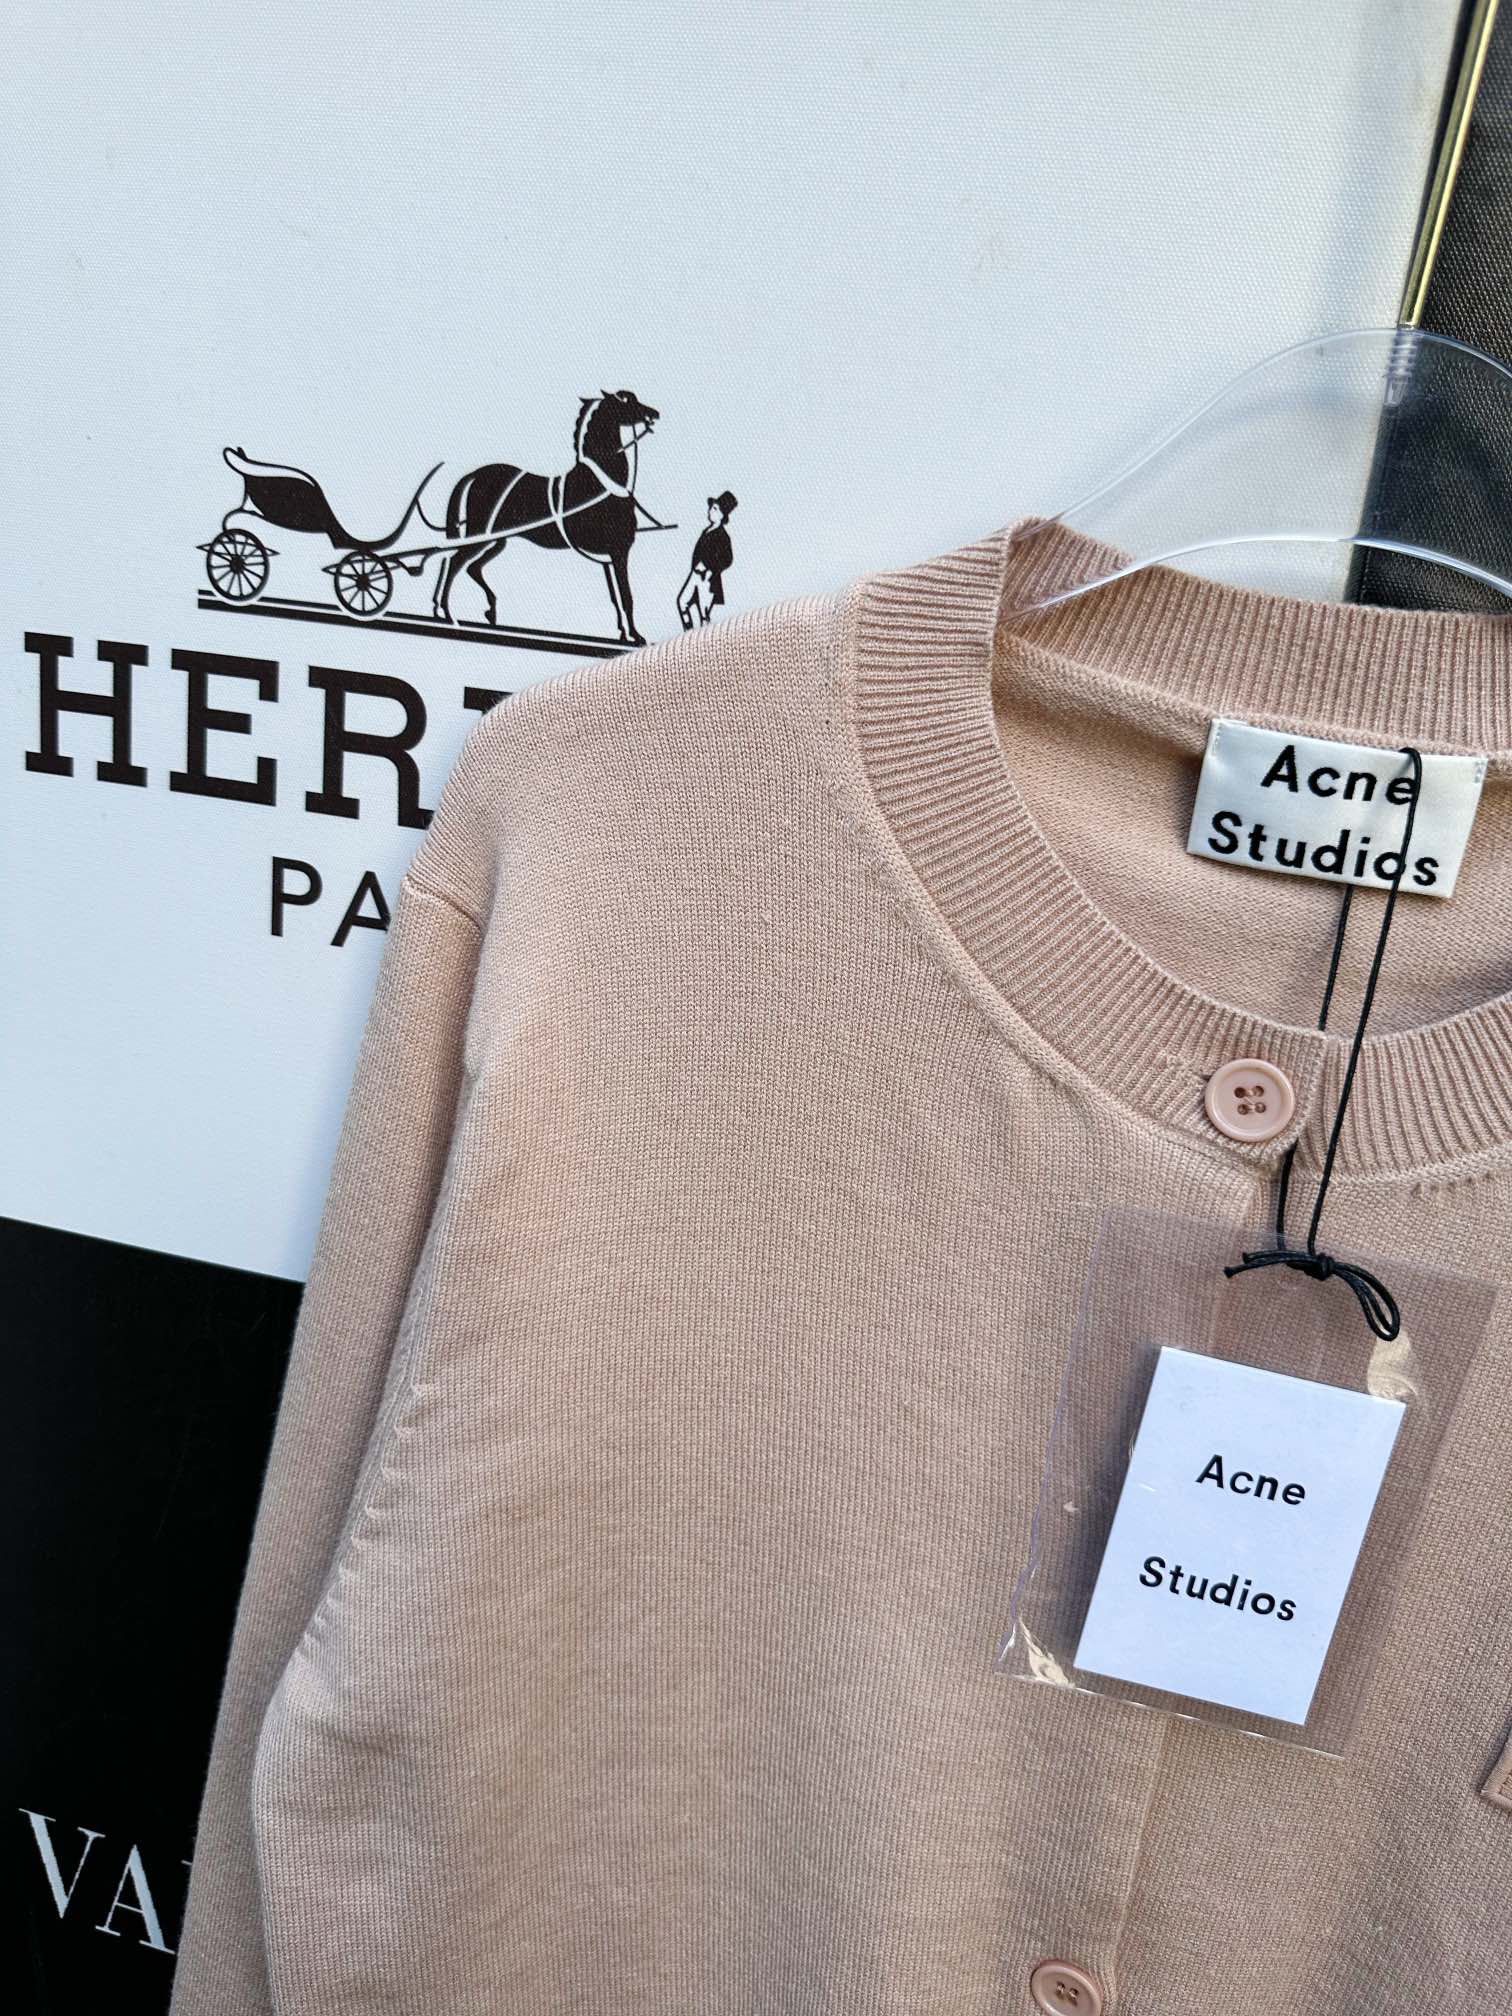 HER
PA
Acne
Studios
Acne
Studios
VA